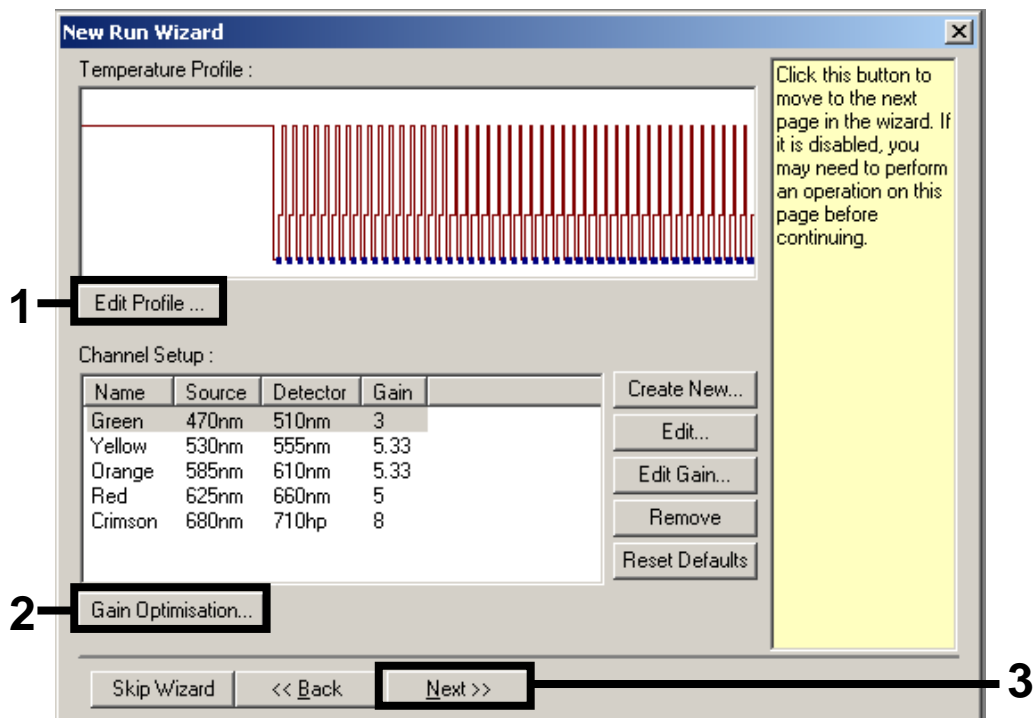 New Run Wizard
Temperature Profile :
Click this button to
move to the next
page in the wizard. If
it is disabled, you
may need to perform
an operation on this
page before
continuing.
1
Edit Profile ...
Channel Setup :
Name Source Detector Gain
Green 470nm 510nm 3
Yellow 530nm 555nm 5.33
Orange 585nm 610nm 5.33
Red 625nm 660nm 5
Crimson 680nm 710hp 8
Create New...
Edit...
Edit Gain...
Remove
Reset Defaults
2
Gain Optimisation...
Skip Wizard
<< Back
Next >>
3